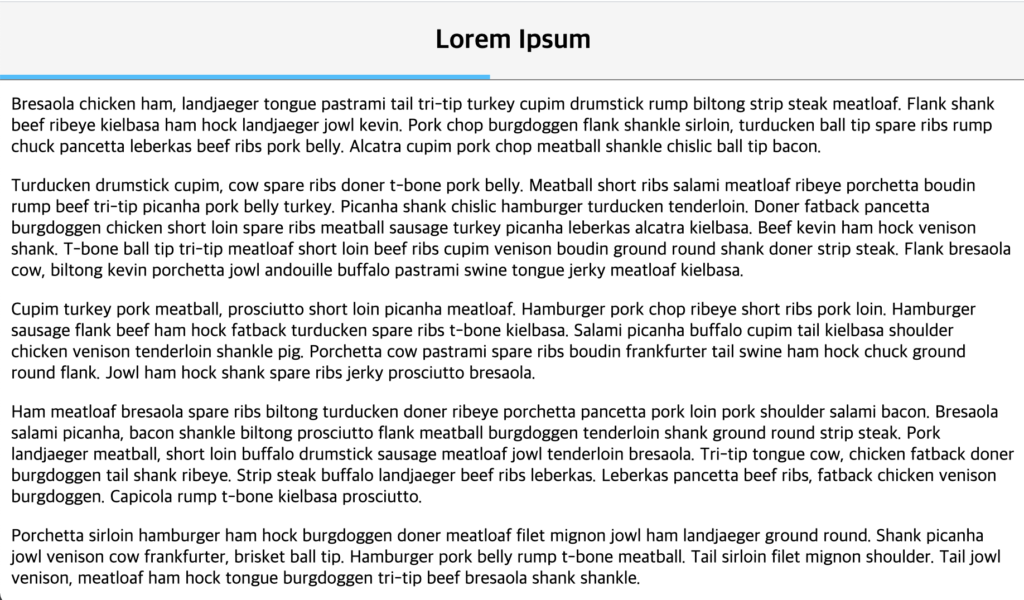 Lorem Ipsum
Bresaola chicken ham, landjaeger tongue pastrami tail tri-tip turkey cupim drumstick rump biltong strip steak meatloaf. Flank shank
beef ribeye kielbasa ham hock landjaeger jowl kevin. Pork chop burgdoggen flank shankle sirloin, turducken ball tip spare ribs rump
chuck pancetta leberkas beef ribs pork belly. Alcatra cupim pork chop meatball shankle chislic ball tip bacon.
Turducken drumstick cupim, cow spare ribs doner t-bone pork belly. Meatball short ribs salami meatloaf ribeye porchetta boudin
rump beef tri-tip picanha pork belly turkey. Picanha shank chislic hamburger turducken tenderloin. Doner fatback pancetta
burgdoggen chicken short loin spare ribs meatball sausage turkey picanha leberkas alcatra kielbasa. Beef kevin ham hock venison
shank. T-bone ball tip tri-tip meatloaf short loin beef ribs cupim venison boudin ground round shank doner strip steak. Flank bresaola
cow, biltong kevin porchetta jowl andouille buffalo pastrami swine tongue jerky meatloaf kielbasa.
Cupim turkey pork meatball, prosciutto short loin picanha meatloaf. Hamburger pork chop ribeye short ribs pork loin. Hamburger
sausage flank beef ham hock fatback turducken spare ribs t-bone kielbasa. Salami picanha buffalo cupim tail kielbasa shoulder
chicken venison tenderloin shankle pig. Porchetta cow pastrami spare ribs boudin frankfurter tail swine ham hock chuck ground
round flank. Jowl ham hock shank spare ribs jerky prosciutto bresaola.
Ham meatloaf bresaola spare ribs biltong turducken doner ribeye porchetta pancetta pork loin pork shoulder salami bacon. Bresaola
salami picanha, bacon shankle biltong prosciutto flank meatball burgdoggen tenderloin shank ground round strip steak. Pork
landjaeger meatball, short loin buffalo drumstick sausage meatloaf jowl tenderloin bresaola. Tri-tip tongue cow, chicken fatback doner
burgdoggen tail shank ribeye. Strip steak buffalo landjaeger beef ribs leberkas. Leberkas pancetta beef ribs, fatback chicken venison
burgdoggen. Capicola rump t-bone kielbasa prosciutto.
Porchetta sirloin hamburger ham hock burgdoggen doner meatloaf filet mignon jowl ham landjaeger ground round. Shank picanha
jowl venison cow frankfurter, brisket ball tip. Hamburger pork belly rump t-bone meatball. Tail sirloin filet mignon shoulder. Tail jowl
venison, meatloaf ham hock tongue burgdoggen tri-tip beef bresaola shank shankle.